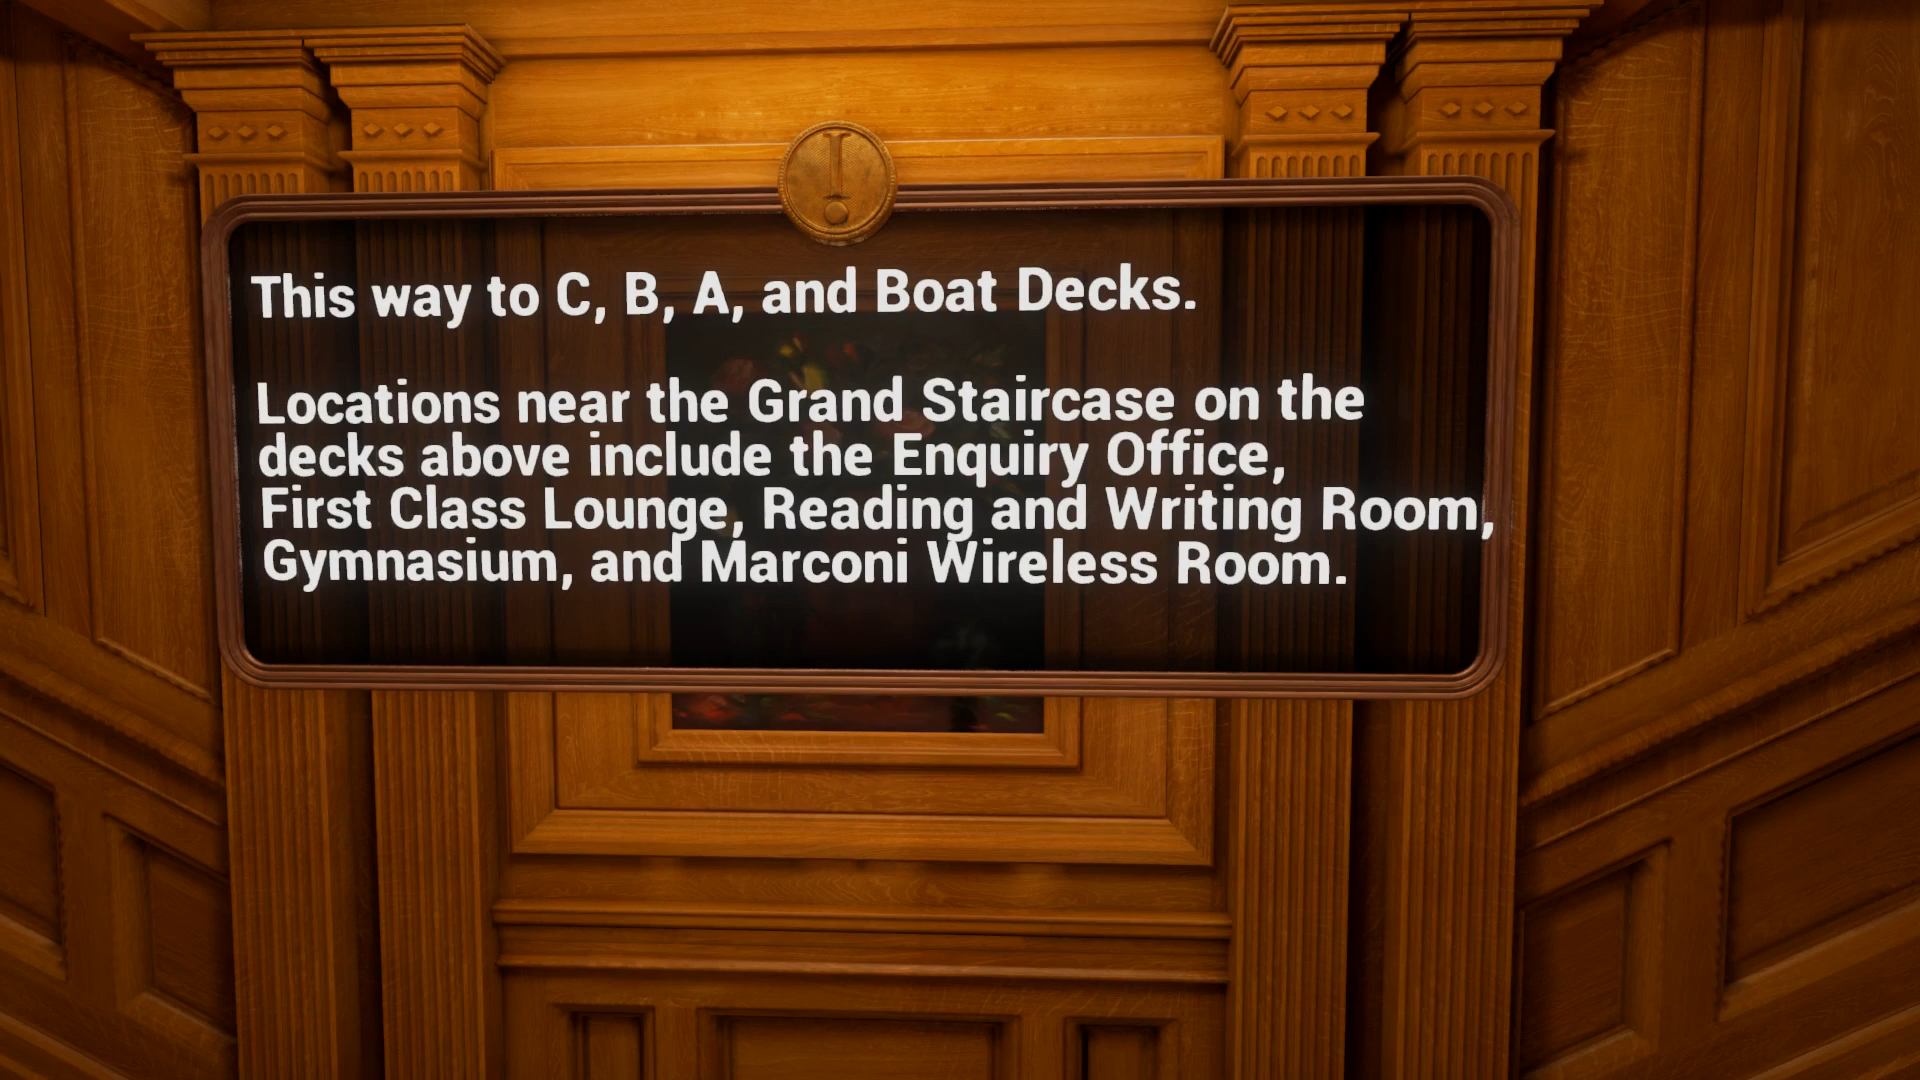 This way to C, B, A, and Boat Decks.
Locations near the Grand Staircase on the
decks above include the Enquiry Office,
First Class Lounge, Reading and Writing Room,
Gymnasium, and Marconi Wireless Room.